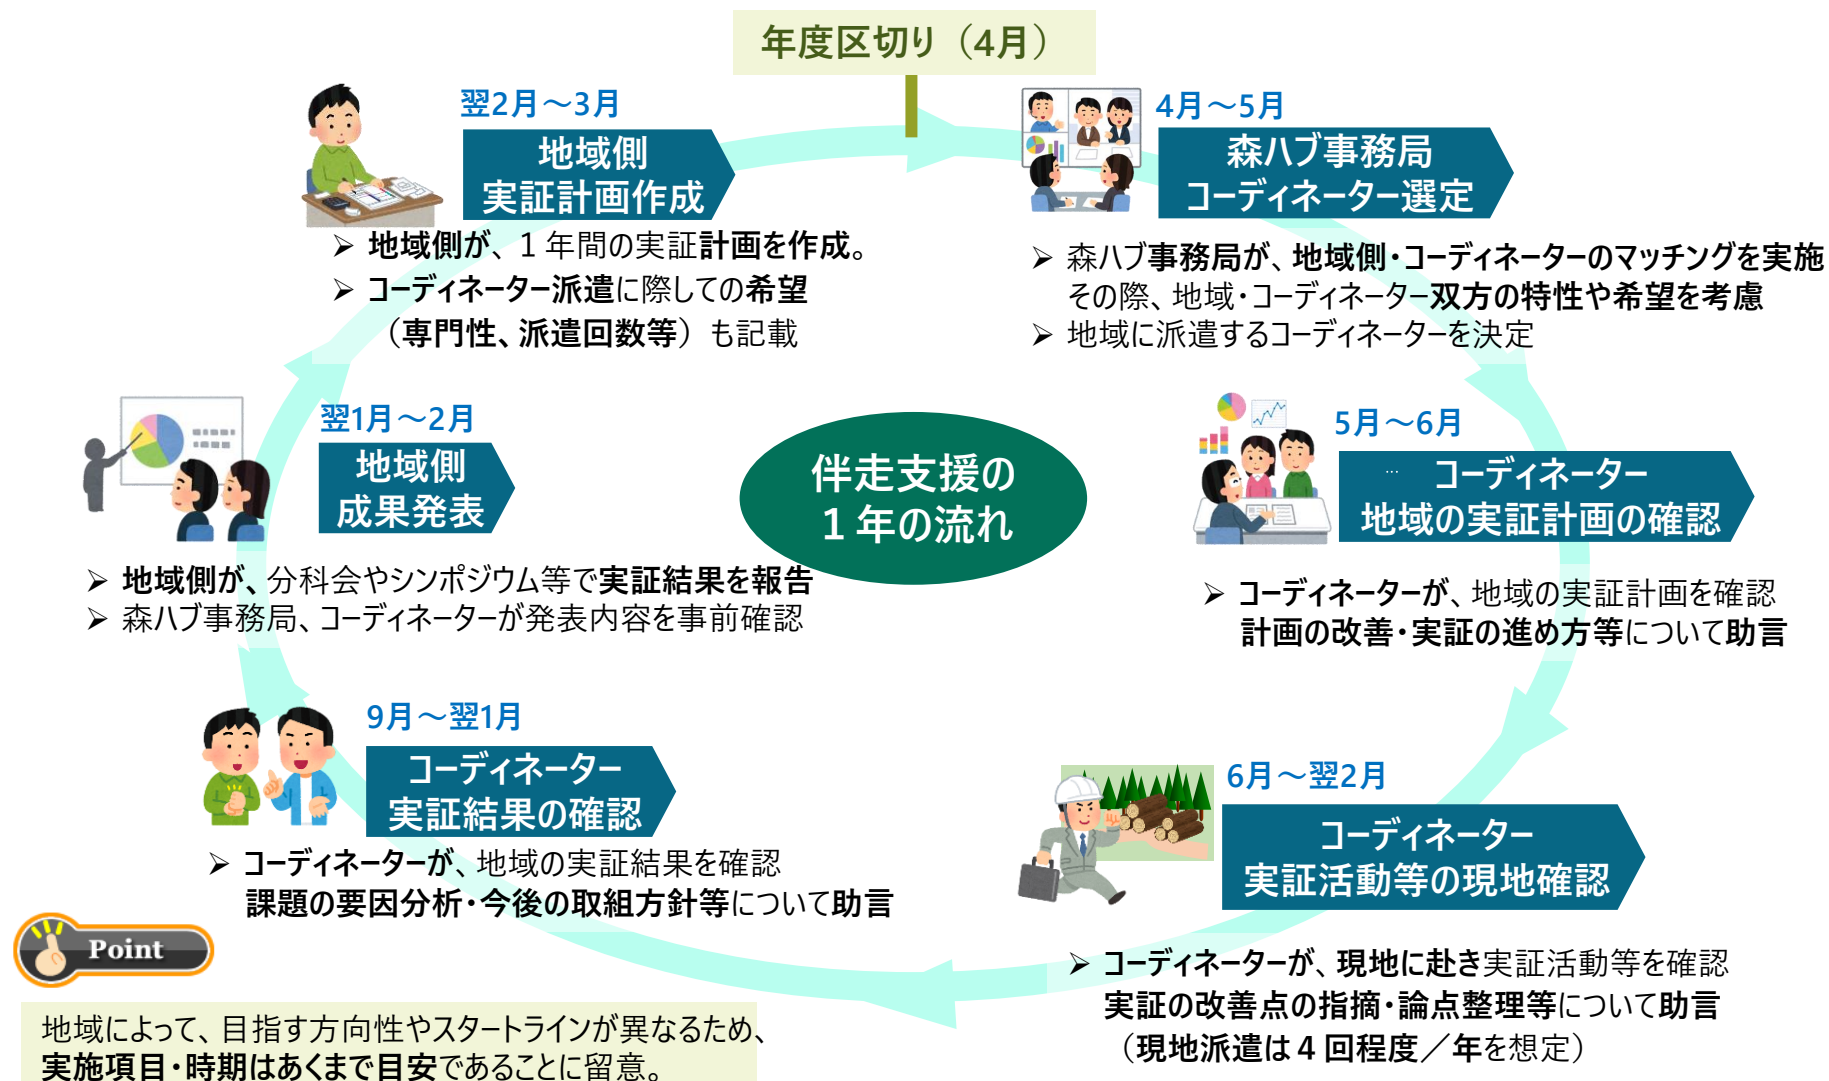 年度区切り（4月）
翌2月～3月
地域側
実証計画作成
➢ 地域側が、１年間の実証計画を作成。
➢ コーディネーター派遣に際しての希望
（専門性、派遣回数等）も記載
4月～5月
森ハブ事務局
コーディネーター選定
➢ 森ハブ事務局が、地域側・コーディネーターのマッチングを実施
その際、地域・コーディネーター双方の特性や希望を考慮
➢ 地域に派遣するコーディネーターを決定
5月～6月
… コーディネーター
地域の実証計画の確認
➢ コーディネーターが、地域の実証計画を確認
計画の改善・実証の進め方等について助言
6月～翌2月
コーディネーター
実証活動等の現地確認
➢ コーディネーターが、現地に赴き実証活動等を確認
実証の改善点の指摘・論点整理等について助言
（現地派遣は４回程度／年を想定）
9月～翌1月
コーディネーター
実証結果の確認
➢ コーディネーターが、地域の実証結果を確認
課題の要因分析・今後の取組方針等について助言
翌1月～2月
地域側
成果発表
➢ 地域側が、分科会やシンポジウム等で実証結果を報告
➢ 森ハブ事務局、コーディネーターが発表内容を事前確認
伴走支援の
１年の流れ
Point
地域によって、目指す方向性やスタートラインが異なるため、
実施項目・時期はあくまで目安であることに留意。